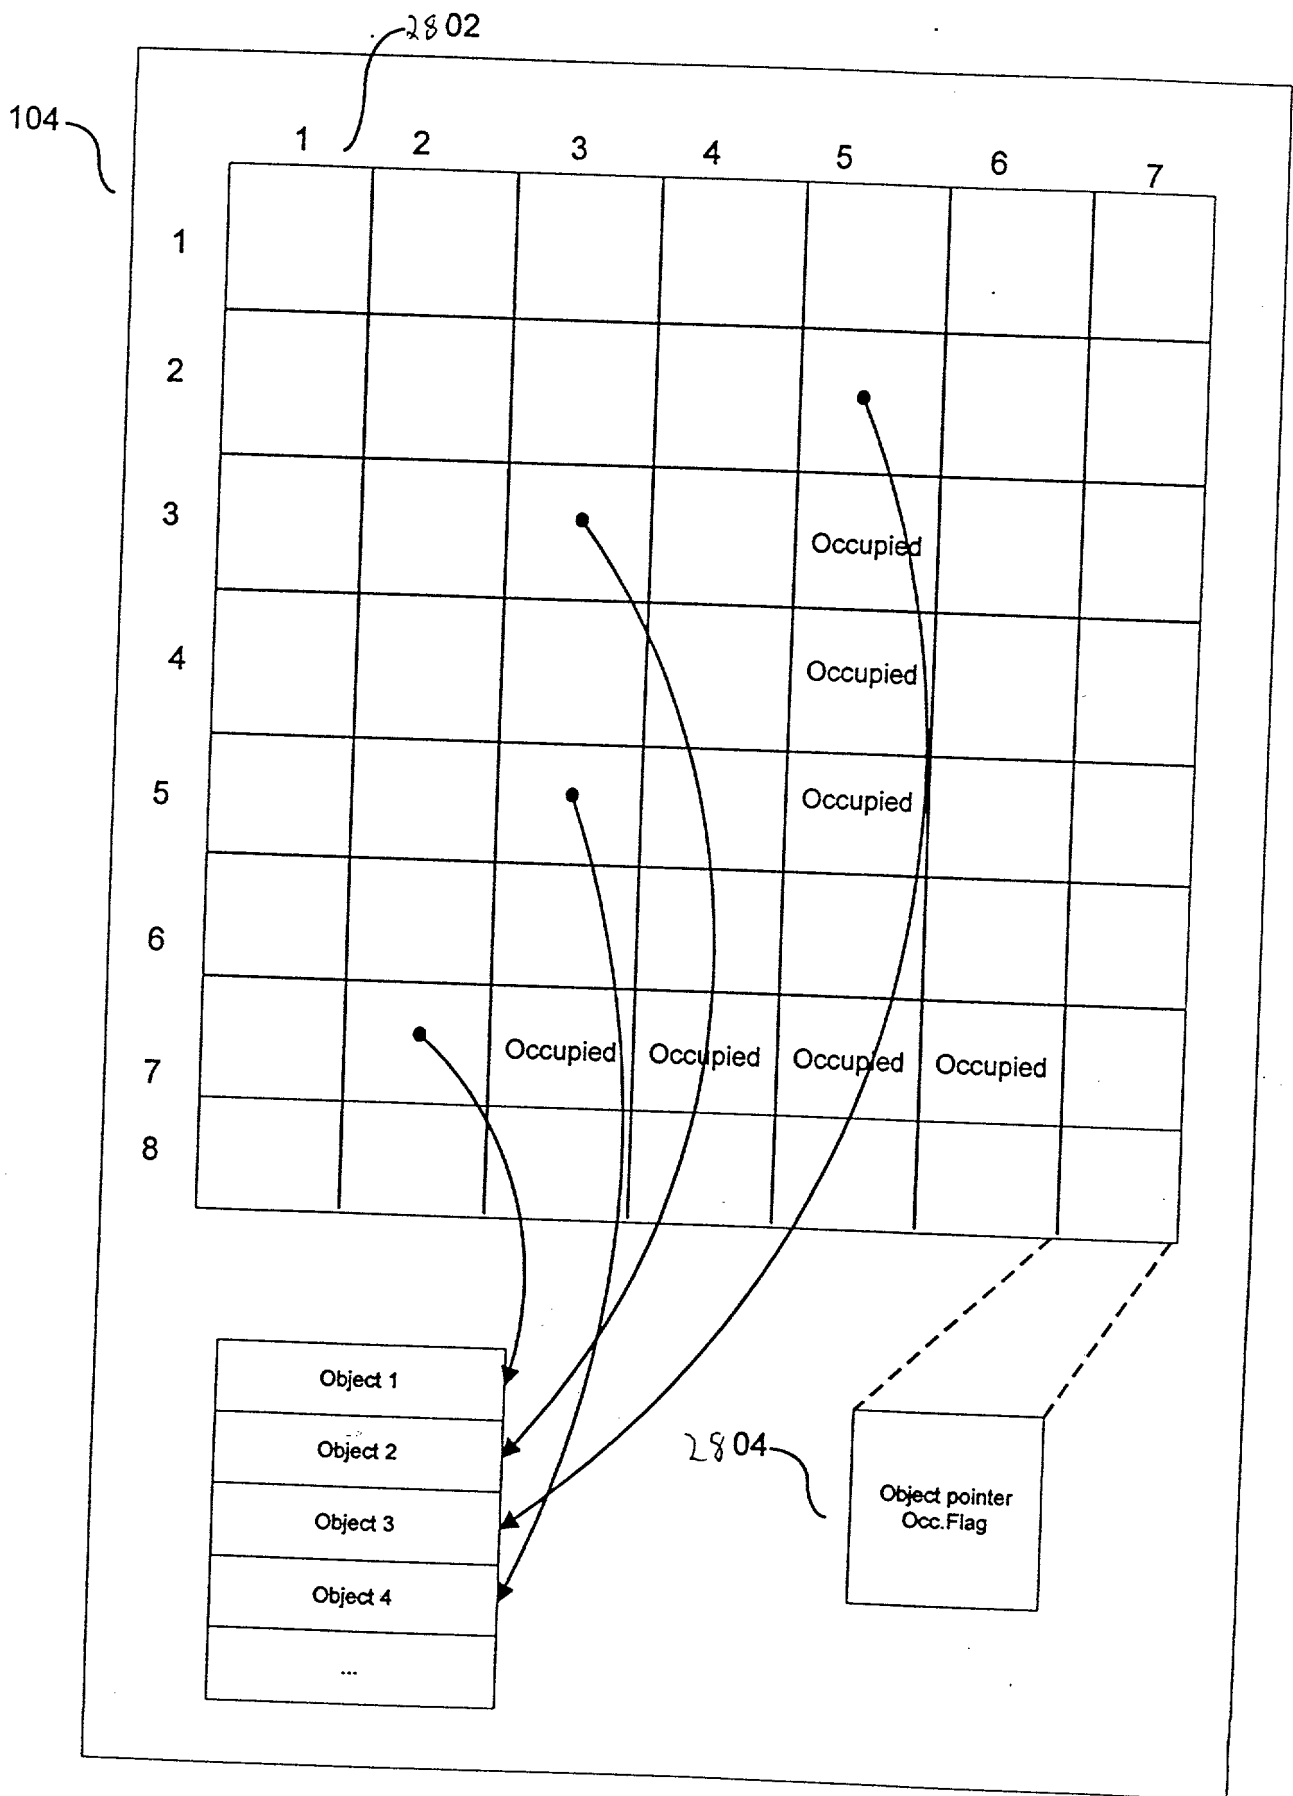 2802
104
1 2 3 4 5 6 7
1
2
3
Occupied
4
Occupied
5
Occupied
6
7
Occupied Occupied Occupied Occupied
8
Object 1
Object 2
Object 3
Object 4
...
2804
Object pointer
Occ.Flag